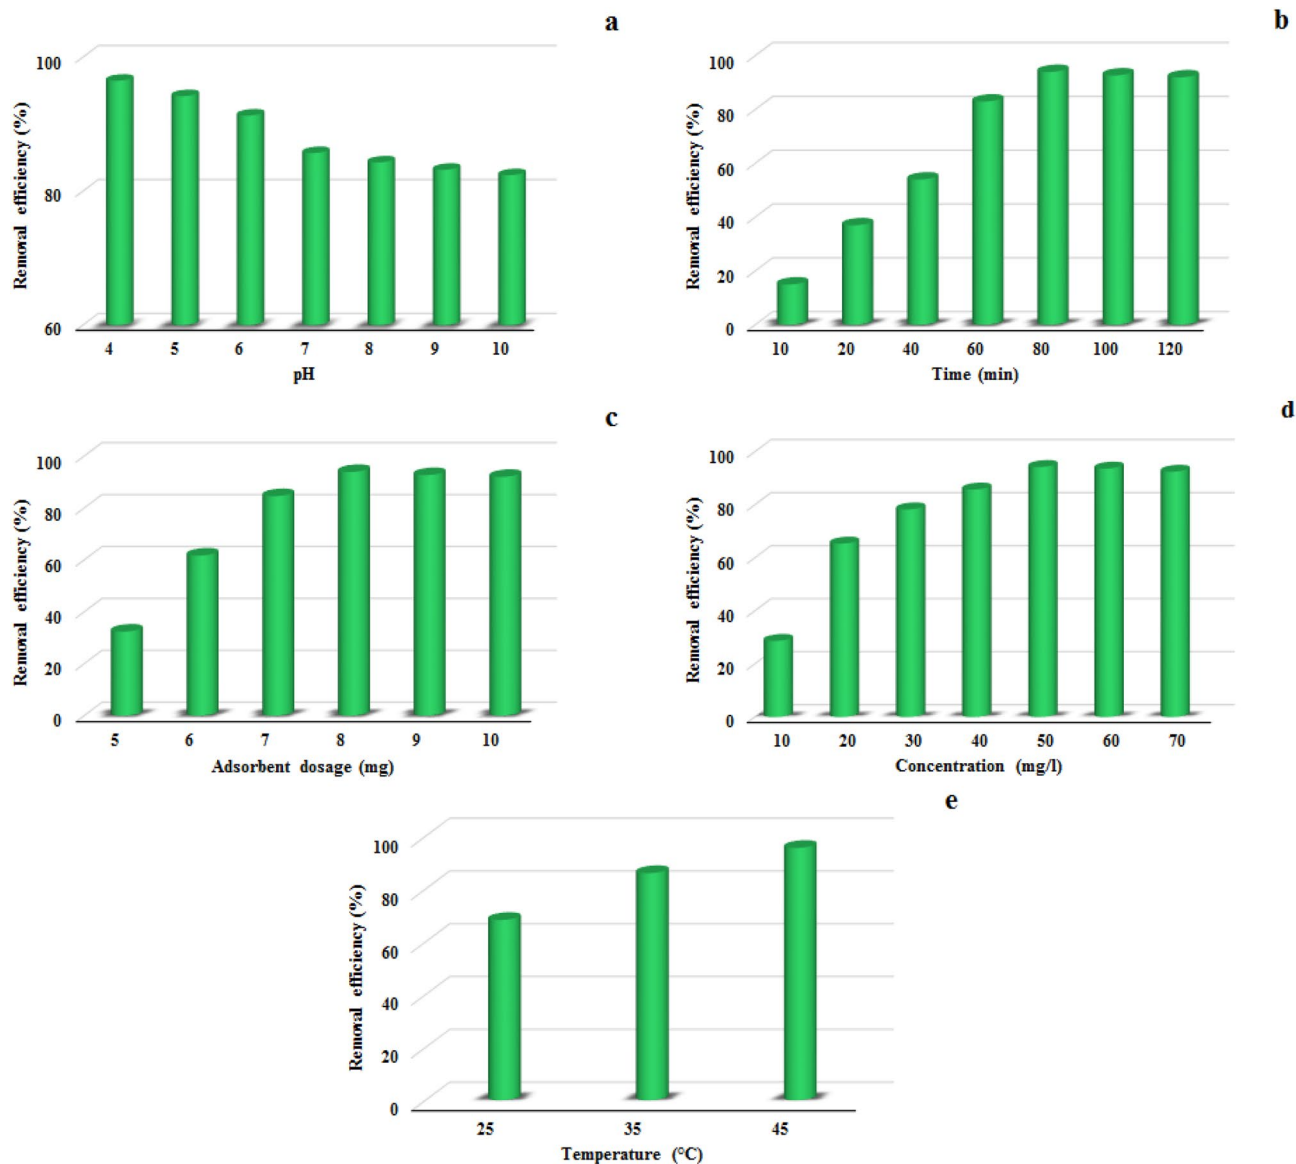 a
Removal efficiency (%)
100
80
60
4 5 6 7 8 9 10
pH
b
Removal efficiency (%)
100
80
60
40
20
0
10 20 40 60 80 100 120
Time (min)
c
Removal efficiency (%)
100
80
60
40
20
0
5 6 7 8 9 10
Adsorbent dosage (mg)
d
Removal efficiency (%)
100
80
60
40
20
0
10 20 30 40 50 60 70
Concentration (mg/l)
e
Removal efficiency (%)
100
80
60
40
20
0
25 35 45
Temperature (°C)